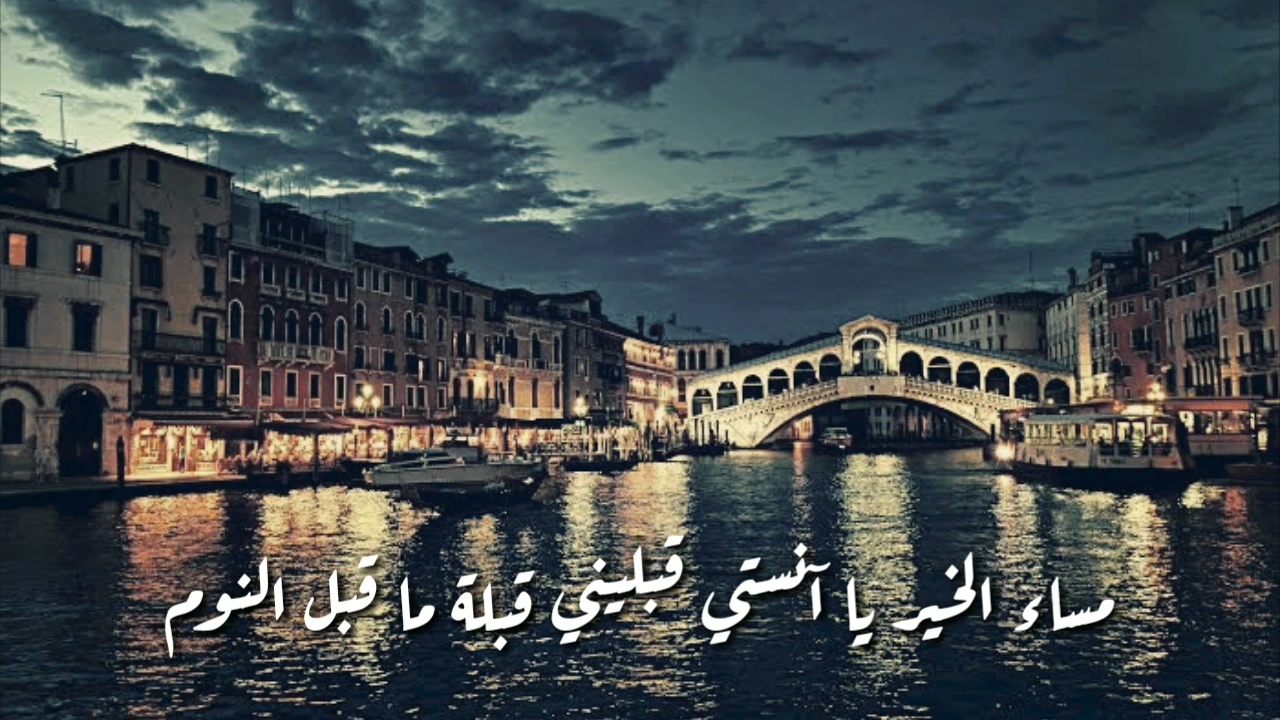 مساء الخير يا آنستي قبليني قبلة ما قبل النوم